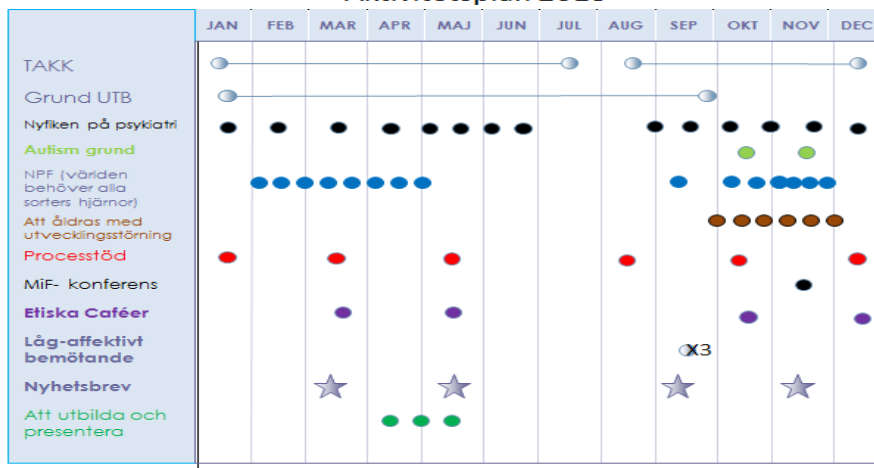 JAN FEB MAR APR MAJ JUN JUL AUG SEP OKT NOV DEC
TAKK
Grund UTB
Nyfiken på psykiatri
Autism grund
NPF (världen
behöver alla
sorters hjärnor)
Att åldras med
utvecklingsstörning
Processtöd
MiF- konferens
Etiska Caféer
Låg-affektivt
bemötande
X3
Nyhetsbrev
Att utbilda och
presentera